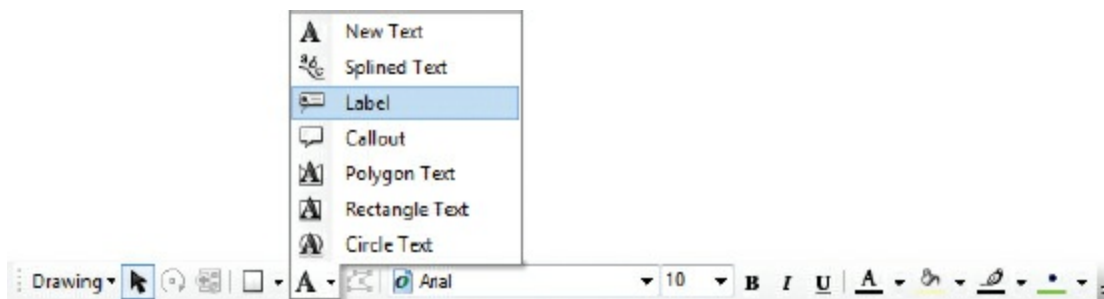 New Text
Splined Text
Label
Callout
Polygon Text
Rectangle Text
Circle Text
Drawing A Arial 10 B I U A